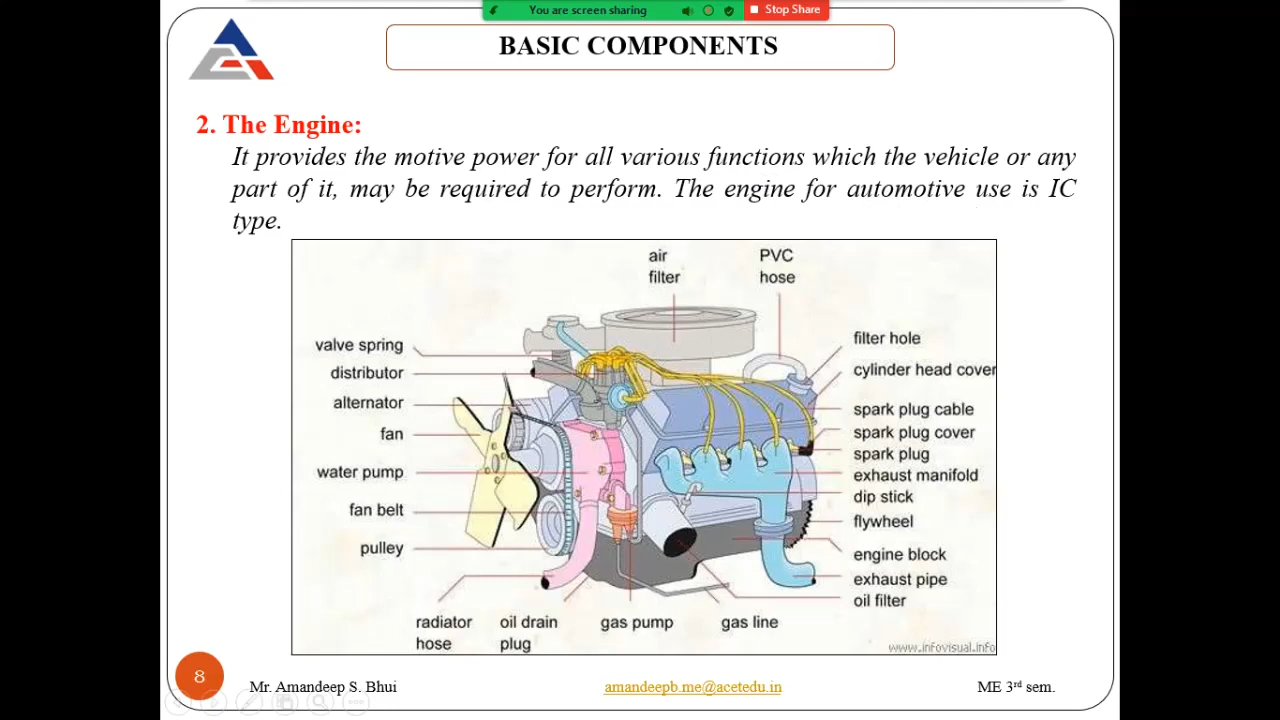 You are screen sharing
Stop Share
BASIC COMPONENTS
2. The Engine:
It provides the motive power for all various functions which the vehicle or any
part of it, may be required to perform. The engine for automotive use is IC
type.
air
filter
PVC
hose
valve spring
distributor
alternator
fan
water pump
fan belt
pulley
filter hole
cylinder head cover
spark plug cable
spark plug cover
spark plug
exhaust manifold
dip stick
flywheel
engine block
exhaust pipe
oil filter
radiator
hose
oil drain
plug
gas pump
gas line
www.infovisual.info
8
Mr. Amandeep S. Bhui
amandeepb.me@acetedu.in
ME 3rd sem.